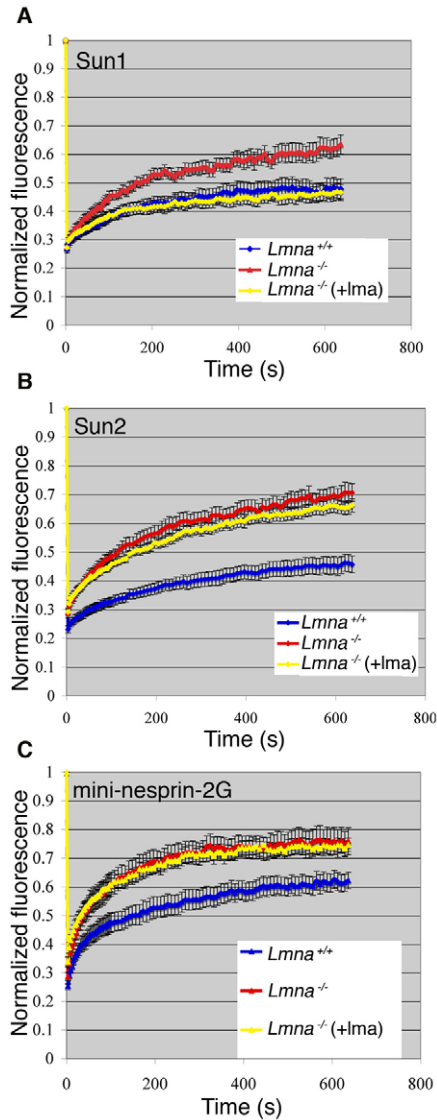 A
Sun1
Normalized fluorescence
1
0.9
0.8
0.7
0.6
0.5
0.4
0.3
0.2
0.1
0
0
200
400
600
800
Time (s)
Lmna +/+
Lmna -/-
Lmna -/- (+lma)
B
Sun2
Normalized fluorescence
1
0.9
0.8
0.7
0.6
0.5
0.4
0.3
0.2
0.1
0
0
200
400
600
800
Time (s)
Lmna +/+
Lmna -/-
Lmna -/- (+lma)
C
mini-nesprin-2G
Normalized fluorescence
1
0.9
0.8
0.7
0.6
0.5
0.4
0.3
0.2
0.1
0
0
200
400
600
800
Time (s)
Lmna +/+
Lmna -/-
Lmna -/- (+lma)